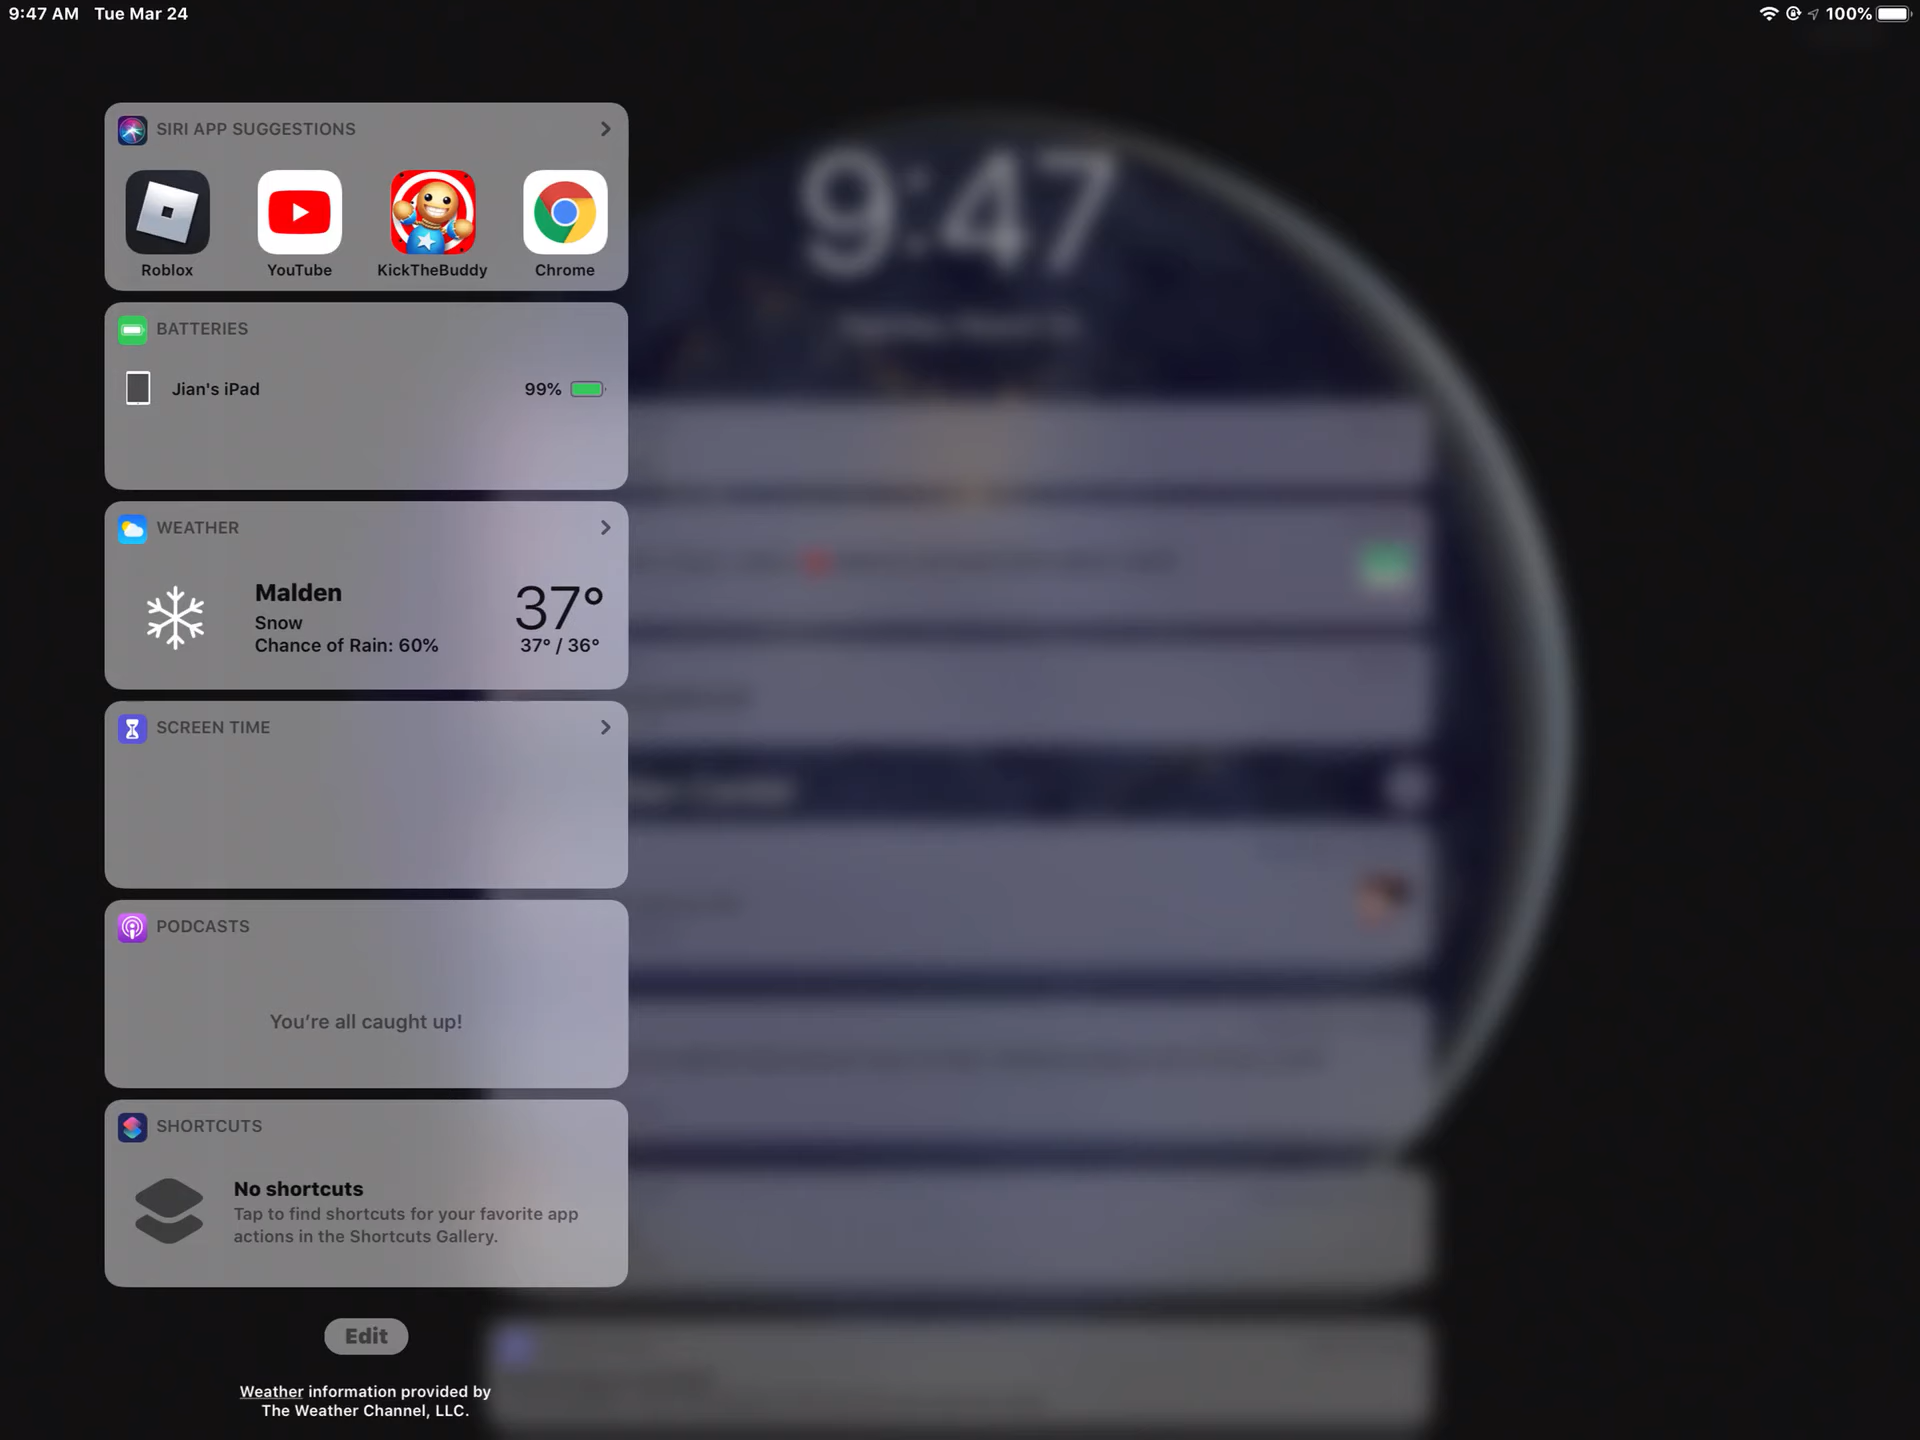 9:47 AM Tue Mar 24
100%
SIRI APP SUGGESTIONS
Roblox YouTube KickTheBuddy Chrome
BATTERIES
Jian's iPad 99%
WEATHER
Malden
Snow
Chance of Rain: 60%
37°
37° / 36°
SCREEN TIME
PODCASTS
You’re all caught up!
SHORTCUTS
No shortcuts
Tap to find shortcuts for your favorite app
actions in the Shortcuts Gallery.
Edit
Weather information provided by
The Weather Channel, LLC.
9:47